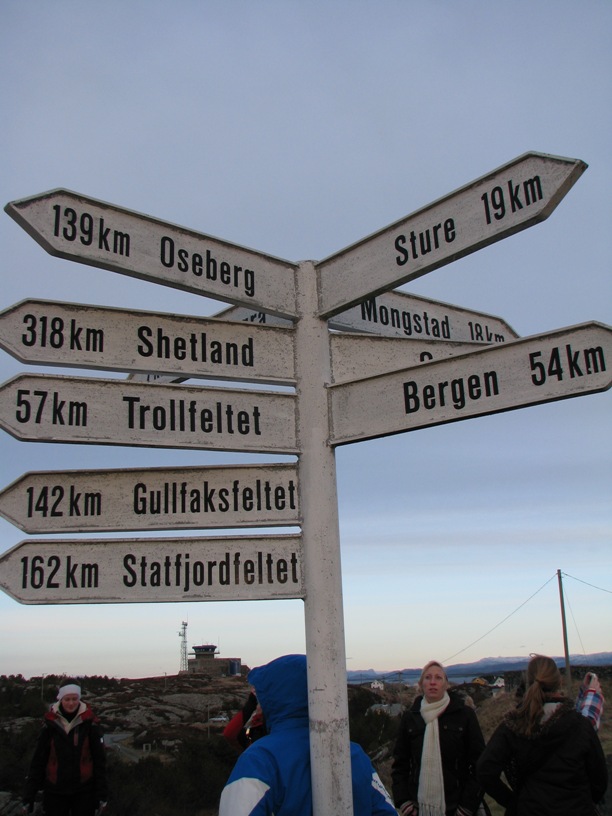 139km Oseberg
Sture 19km
318km Shetland
Mongstad 18km
57km Trollfeltet
Bergen 54km
142km Gullfaksfeltet
162km Statfjordfeltet